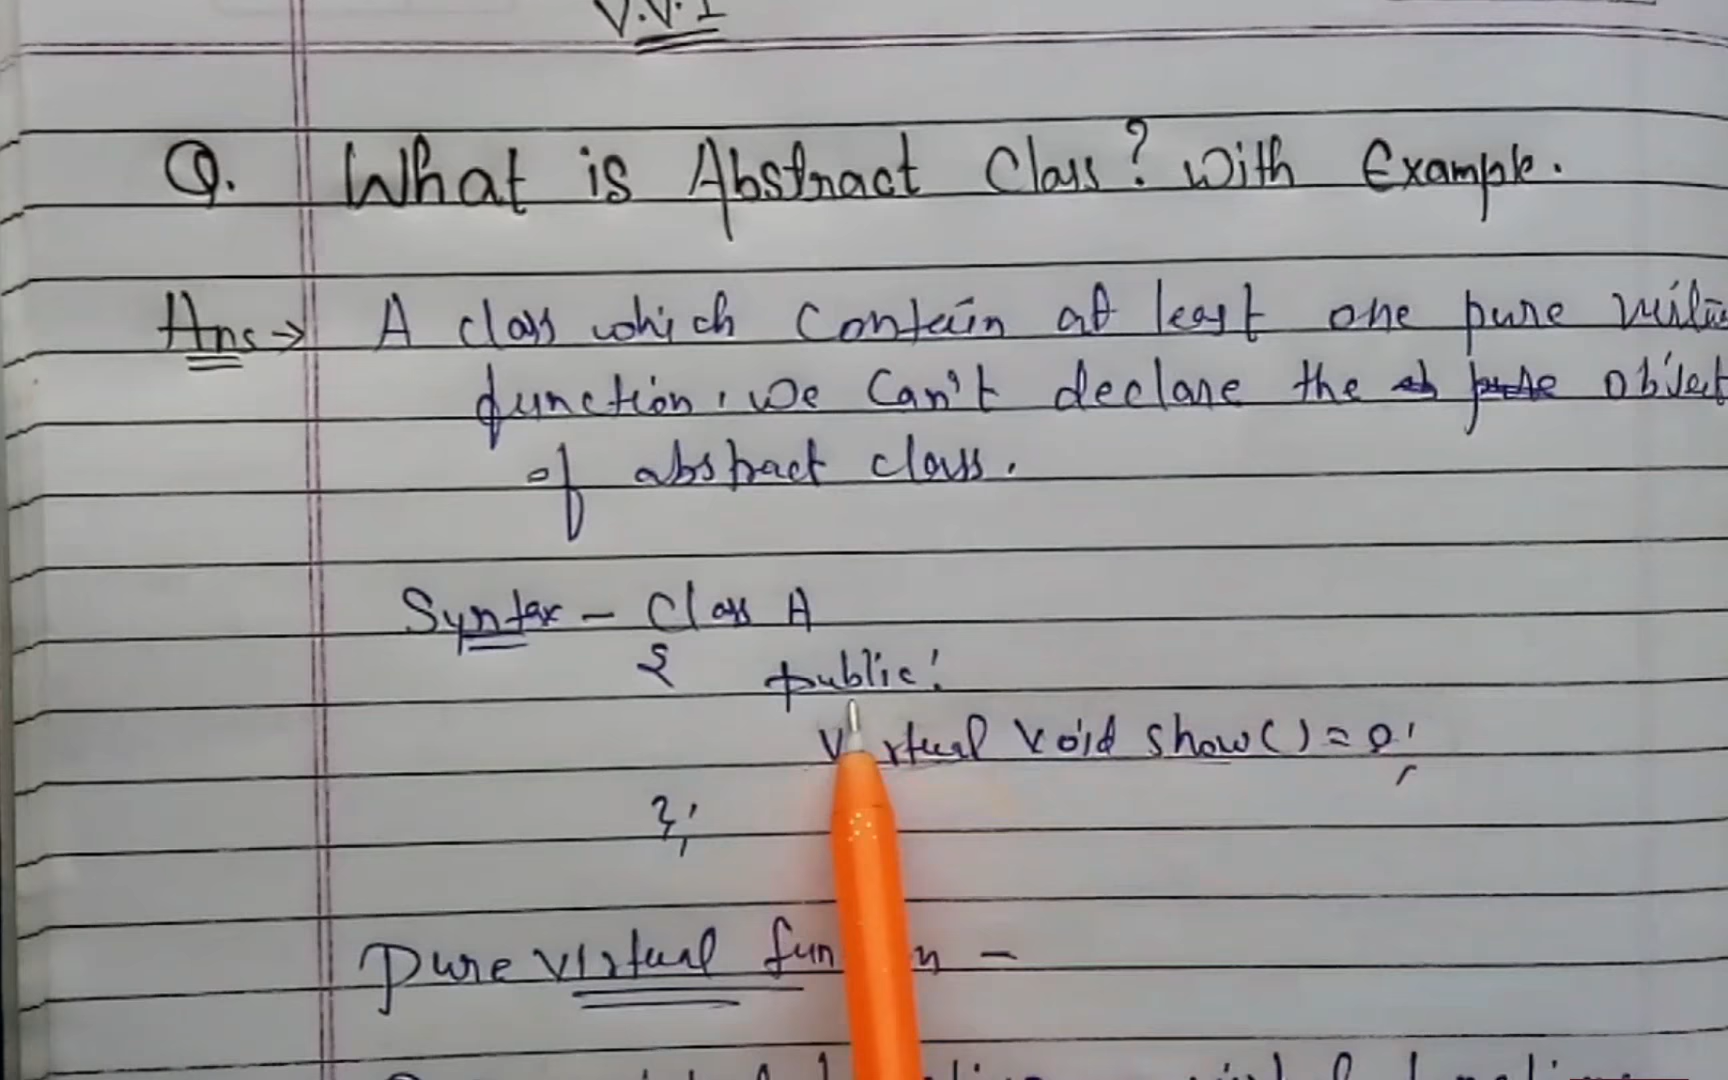 V.V.I
Q. What is Abstract Class? With Example.
Ans→ A class which contain at least one pure
function. We can't declare the object
of abstract class.
Syntax - Class A
{ public:
virtual void show() = 0;
};
Pure virtual fun n -